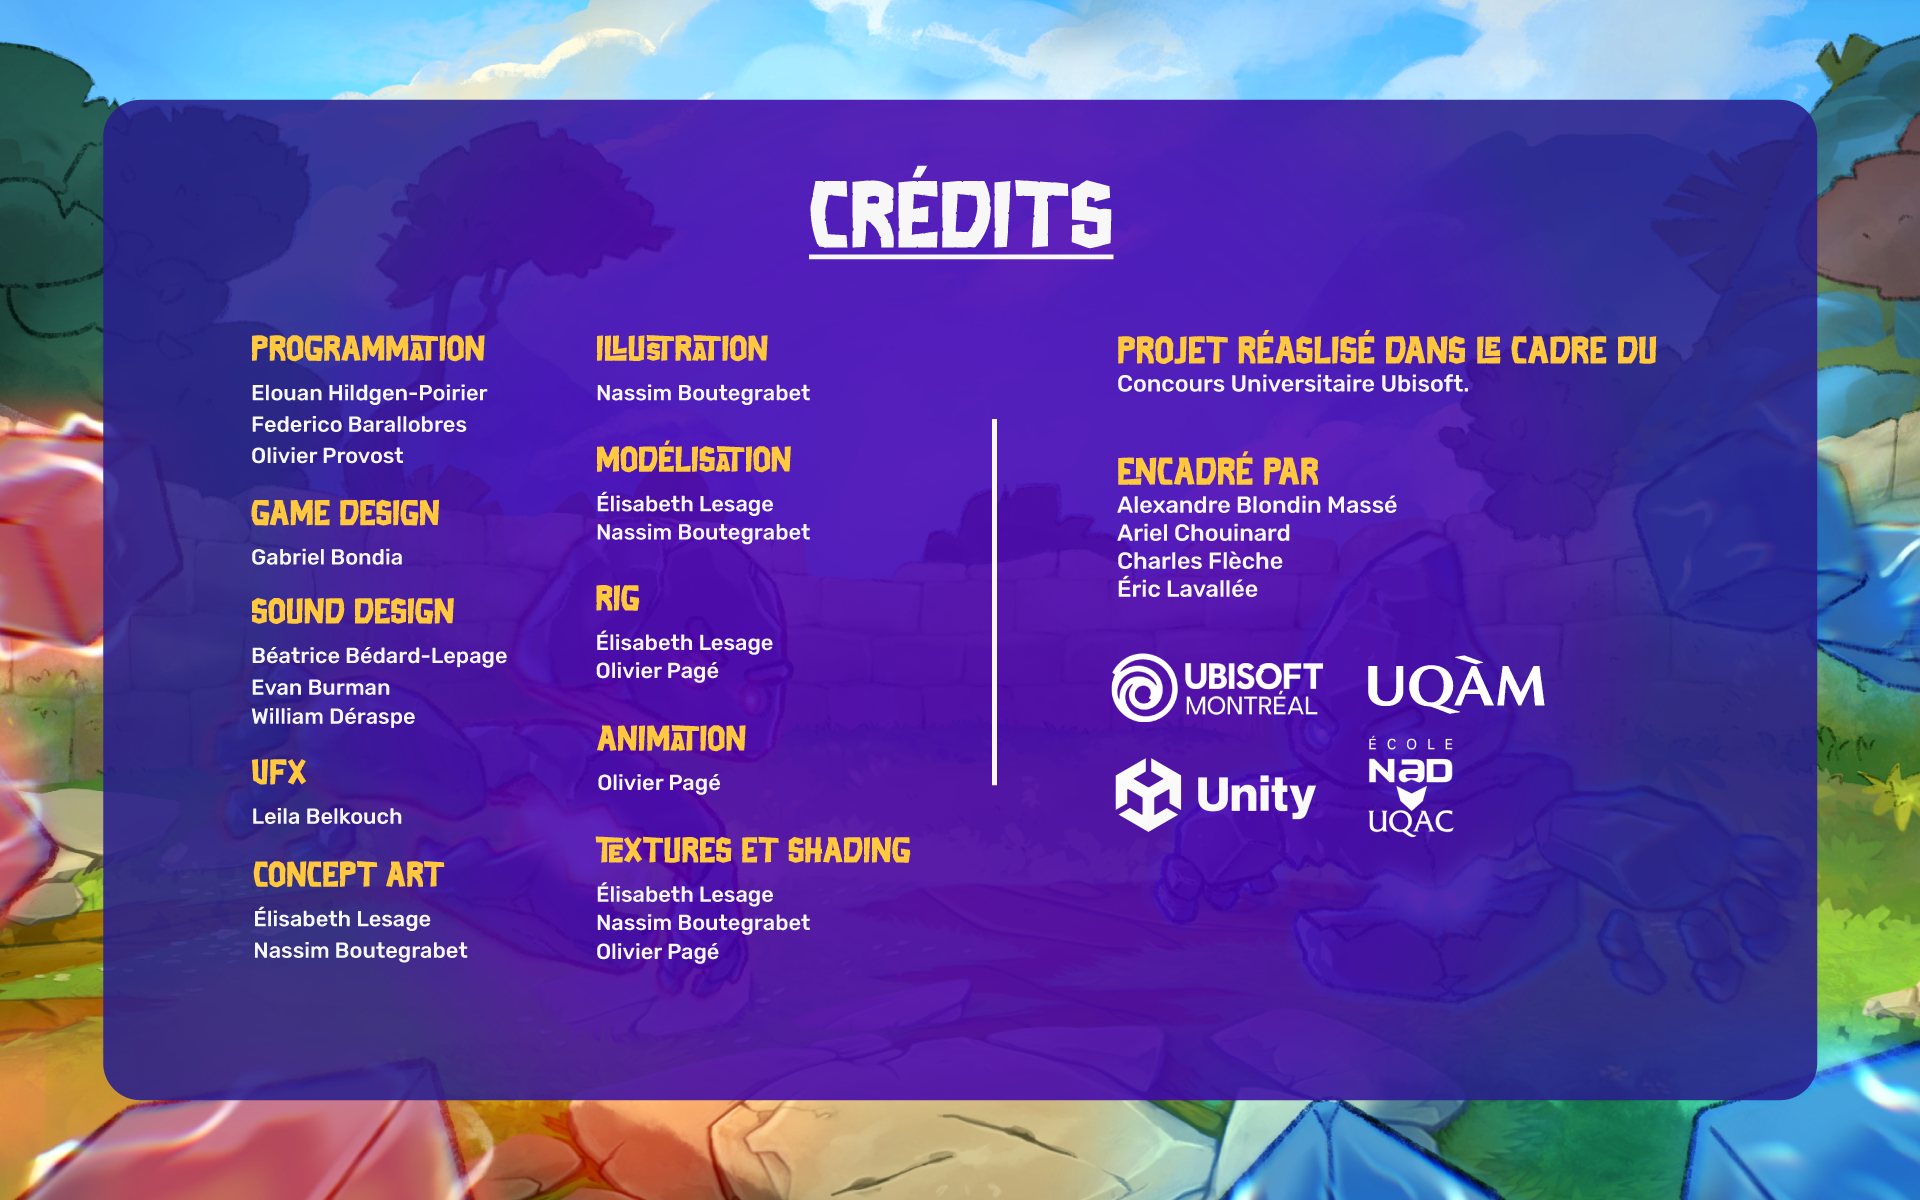 CRÉDITS
PROGRAMMATION
Elouan Hildgen-Poirier
Federico Barallobres
Olivier Provost
GAME DESIGN
Gabriel Bondia
SOUND DESIGN
Béatrice Bédard-Lepage
Evan Burman
William Déraspe
UFX
Leila Belkouch
CONCEPT ART
Élisabeth Lesage
Nassim Boutegrabet
ILLUSTRATION
Nassim Boutegrabet
MODÉLISATION
Élisabeth Lesage
Nassim Boutegrabet
RIG
Élisabeth Lesage
Olivier Pagé
ANIMATION
Olivier Pagé
TEXTURES ET SHADING
Élisabeth Lesage
Nassim Boutegrabet
Olivier Pagé
PROJET RÉASLISÉ DANS LE CADRE DU
Concours Universitaire Ubisoft.
ENCADRÉ PAR
Alexandre Blondin Massé
Ariel Chouinard
Charles Flèche
Éric Lavallée
UBISOFT
MONTRÉAL
UQÀM
Unity
ÉCOLE
NAD
UQAC